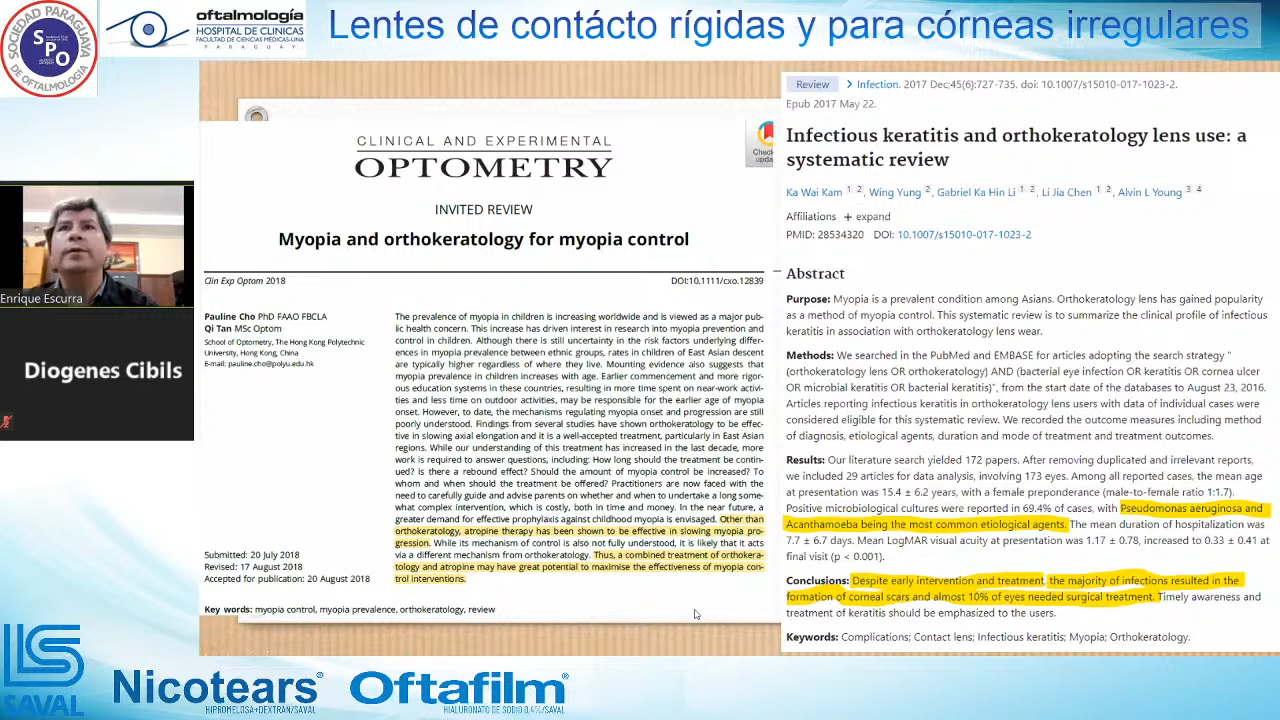 Lentes de contácto rígidas y para córneas irregulares
SOCIEDAD PARAGUAYA
DE OFTALMOLOGÍA
SPO
oftalmología
HOSPITAL DE CLINICAS
FACULTAD DE CIENCIAS MÉDICAS-UNA
PARAGUAY
Enrique Escurra
Diogenes Cibils
CLINICAL AND EXPERIMENTAL
OPTOMETRY
INVITED REVIEW
Myopia and orthokeratology for myopia control
Clin Exp Optom 2018
DOI:10.1111/cxo.12839
Pauline Cho PhD FAAO FBCLA
Qi Tan MSc Optom
School of Optometry, The Hong Kong Polytechnic
University, Hong Kong, China
E-mail: pauline.cho@polyu.edu.hk
Submitted: 20 July 2018
Revised: 17 August 2018
Accepted for publication: 20 August 2018
The prevalence of myopia in children is increasing worldwide and is viewed as a major pub-
lic health concern. This increase has driven interest in research into myopia prevention and
control in children. Although there is still uncertainty in the risk factors underlying differ-
ences in myopia prevalence between ethnic groups, rates in children of East Asian descent
are typically higher regardless of where they live. Mounting evidence also suggests that
myopia prevalence in children increases with age. Earlier commencement and more rigor-
ous education systems in these countries, resulting in more time spent on near-work activi-
ties and less time on outdoor activities, may be responsible for the earlier age of myopia
onset. However, to date, the mechanisms regulating myopia onset and progression are still
poorly understood. Findings from several studies have shown orthokeratology to be effec-
tive in slowing axial elongation and it is a well-accepted treatment, particularly in East Asian
regions. While our understanding of this treatment has increased in the last decade, more
work is required to answer questions, including: How long should the treatment be contin-
ued? Is there a rebound effect? Should the amount of myopia control be increased? To
whom and when should the treatment be offered? Practitioners are now faced with the
need to carefully guide and advise parents on whether and when to undertake a long some-
what complex intervention, which is costly, both in time and money. In the near future, a
greater demand for effective prophylaxis against childhood myopia is envisaged. Other than
orthokeratology, atropine therapy has been shown to be effective in slowing myopia pro-
gression. While its mechanism of control is also not fully understood, it is likely that it acts
via a different mechanism from orthokeratology. Thus, a combined treatment of orthokera-
tology and atropine may have great potential to maximise the effectiveness of myopia con-
trol interventions.
Key words: myopia control, myopia prevalence, orthokeratology, review
Review > Infection. 2017 Dec;45(6):727-735. doi: 10.1007/s15010-017-1023-2.
Epub 2017 May 22.
Infectious keratitis and orthokeratology lens use: a
systematic review
Ka Wai Kam 1 2, Wing Yung 2, Gabriel Ka Hin Li 1 2, Li Jia Chen 1 2, Alvin L Young 3 4
Affiliations + expand
PMID: 28534320 DOI: 10.1007/s15010-017-1023-2
Abstract
Purpose: Myopia is a prevalent condition among Asians. Orthokeratology lens has gained popularity
as a method of myopia control. This systematic review is to summarize the clinical profile of infectious
keratitis in association with orthokeratology lens wear.
Methods: We searched in the PubMed and EMBASE for articles adopting the search strategy "
(orthokeratology lens OR orthokeratology) AND (bacterial eye infection OR keratitis OR cornea ulcer
OR microbial keratitis OR bacterial keratitis)", from the start date of the databases to August 23, 2016.
Articles reporting infectious keratitis in orthokeratology lens users with data of individual cases were
considered eligible for this systematic review. We recorded the outcome measures including method
of diagnosis, etiological agents, duration and mode of treatment and treatment outcomes.
Results: Our literature search yielded 172 papers. After removing duplicated and irrelevant reports,
we included 29 articles for data analysis, involving 173 eyes. Among all reported cases, the mean age
at presentation was 15.4 ± 6.2 years, with a female preponderance (male-to-female ratio 1:1.7).
Positive microbiological cultures were reported in 69.4% of cases, with Pseudomonas aeruginosa and
Acanthamoeba being the most common etiological agents. The mean duration of hospitalization was
7.7 ± 6.7 days. Mean LogMAR visual acuity at presentation was 1.17 ± 0.78, increased to 0.33 ± 0.41 at
final visit (p < 0.001).
Conclusions: Despite early intervention and treatment, the majority of infections resulted in the
formation of corneal scars and almost 10% of eyes needed surgical treatment. Timely awareness and
treatment of keratitis should be emphasized to the users.
Keywords: Complications; Contact lens; Infectious keratitis; Myopia; Orthokeratology.
SAVAL
Nicotears®
HIPROMELOSA+DEXTRAN/SAVAL
Oftafilm®
HIALURONATO DE SODIO 0.4%/SAVAL